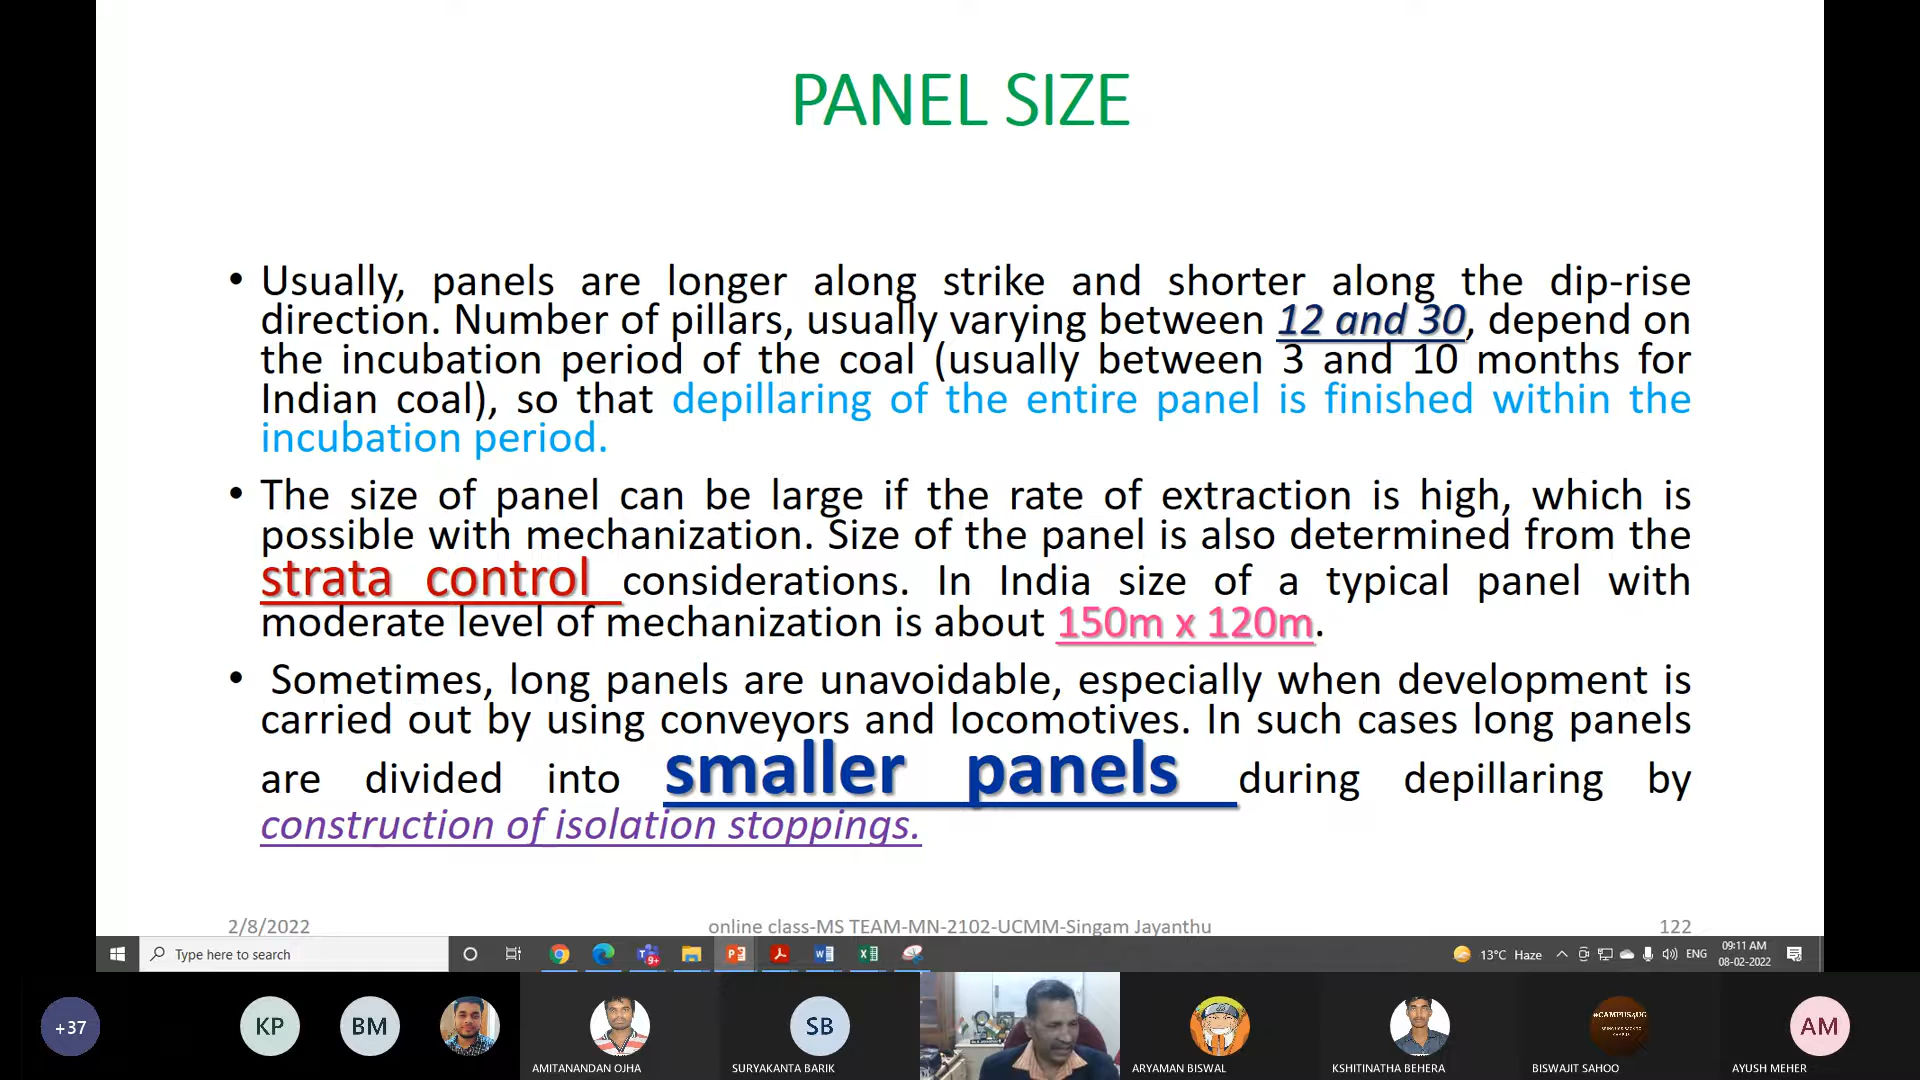 PANEL SIZE
• Usually, panels are longer along strike and shorter along the dip-rise
direction. Number of pillars, usually varying between 12 and 30, depend on
the incubation period of the coal (usually between 3 and 10 months for
Indian coal), so that depillaring of the entire panel is finished within the
incubation period.
• The size of panel can be large if the rate of extraction is high, which is
possible with mechanization. Size of the panel is also determined from the
strata control considerations. In India size of a typical panel with
moderate level of mechanization is about 150m x 120m.
• Sometimes, long panels are unavoidable, especially when development is
carried out by using conveyors and locomotives. In such cases long panels
are divided into smaller panels during depillaring by
construction of isolation stoppings.
2/8/2022 online class-MS TEAM-MN-2102-UCMM-Singam Jayanthu 122
Type here to search 13°C Haze ENG 09:11 AM
08-02-2022
+37 KP BM SB #CAMPUS4UG AM
AMITANANDAN OJHA SURYAKANTA BARIK ARYAMAN BISWAL KSHITINATHA BEHERA BISWAJIT SAHOO AYUSH MEHER